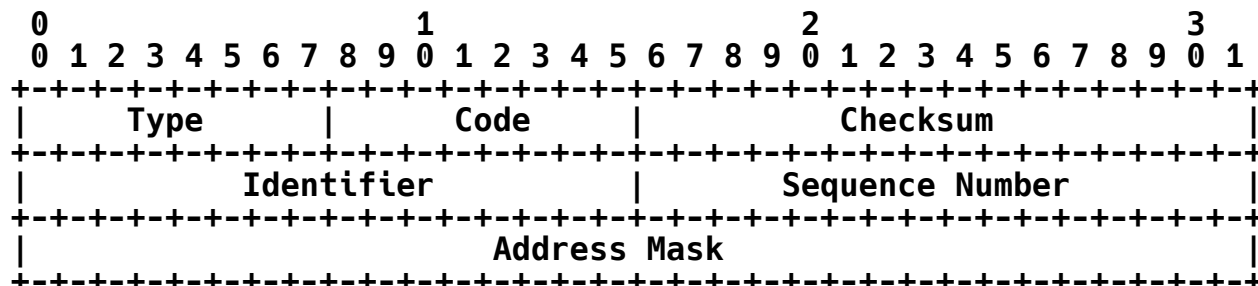 0                   1                   2                   3
0 1 2 3 4 5 6 7 8 9 0 1 2 3 4 5 6 7 8 9 0 1 2 3 4 5 6 7 8 9 0 1
+-+-+-+-+-+-+-+-+-+-+-+-+-+-+-+-+-+-+-+-+-+-+-+-+-+-+-+-+-+-+-+-+
|     Type      |      Code     |          Checksum             |
+-+-+-+-+-+-+-+-+-+-+-+-+-+-+-+-+-+-+-+-+-+-+-+-+-+-+-+-+-+-+-+-+
|           Identifier          |       Sequence Number         |
+-+-+-+-+-+-+-+-+-+-+-+-+-+-+-+-+-+-+-+-+-+-+-+-+-+-+-+-+-+-+-+-+
|                        Address Mask                           |
+-+-+-+-+-+-+-+-+-+-+-+-+-+-+-+-+-+-+-+-+-+-+-+-+-+-+-+-+-+-+-+-+